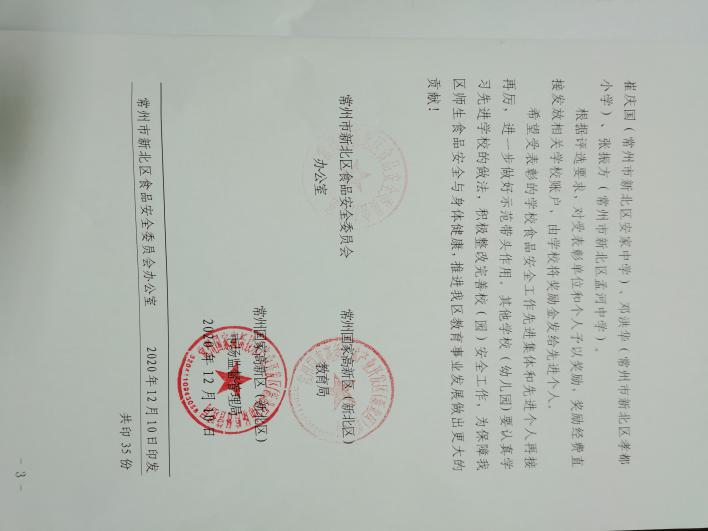 崔庆国（常州市新北区安家中学）、邓洪华（常州市新北区孝都
小学）、张振方（常州市新北区孟河中学）。
根据评选要求，对受表彰单位和个人予以奖励，奖励经费直
接发放相关学校账户，由学校将奖励金发给先进个人。
希望受表彰的学校食品安全工作先进集体和先进个人再接
再厉，进一步做好示范带头作用。其他学校（幼儿园）要认真学
习先进学校的做法，积极整改完善校（园）安全工作，为保障我
区师生食品安全与身体健康，推进我区教育事业发展做出更大的
贡献！
常州市新北区食品安全委员会 常州国家高新区（新北区）
办公室 教育局
常州国家高新区（新北区）
市场监督管理局
2020年12月10日
常州市新北区食品安全委员会办公室 2020年12月10日印发
共印35份
- 3 -